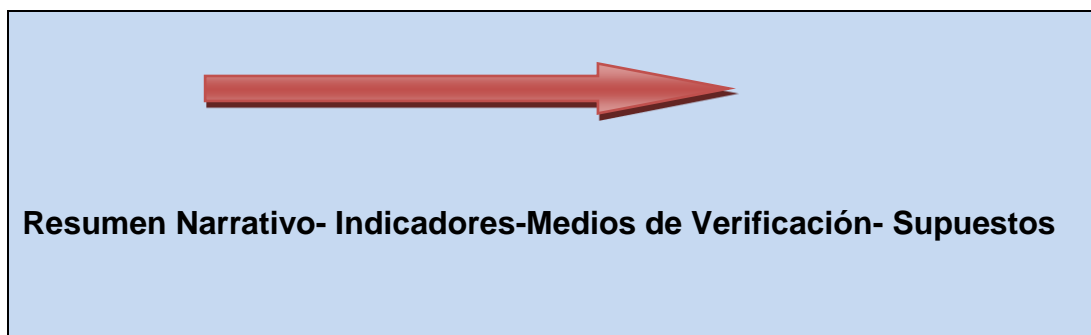 Resumen Narrativo- Indicadores-Medios de Verificación- Supuestos